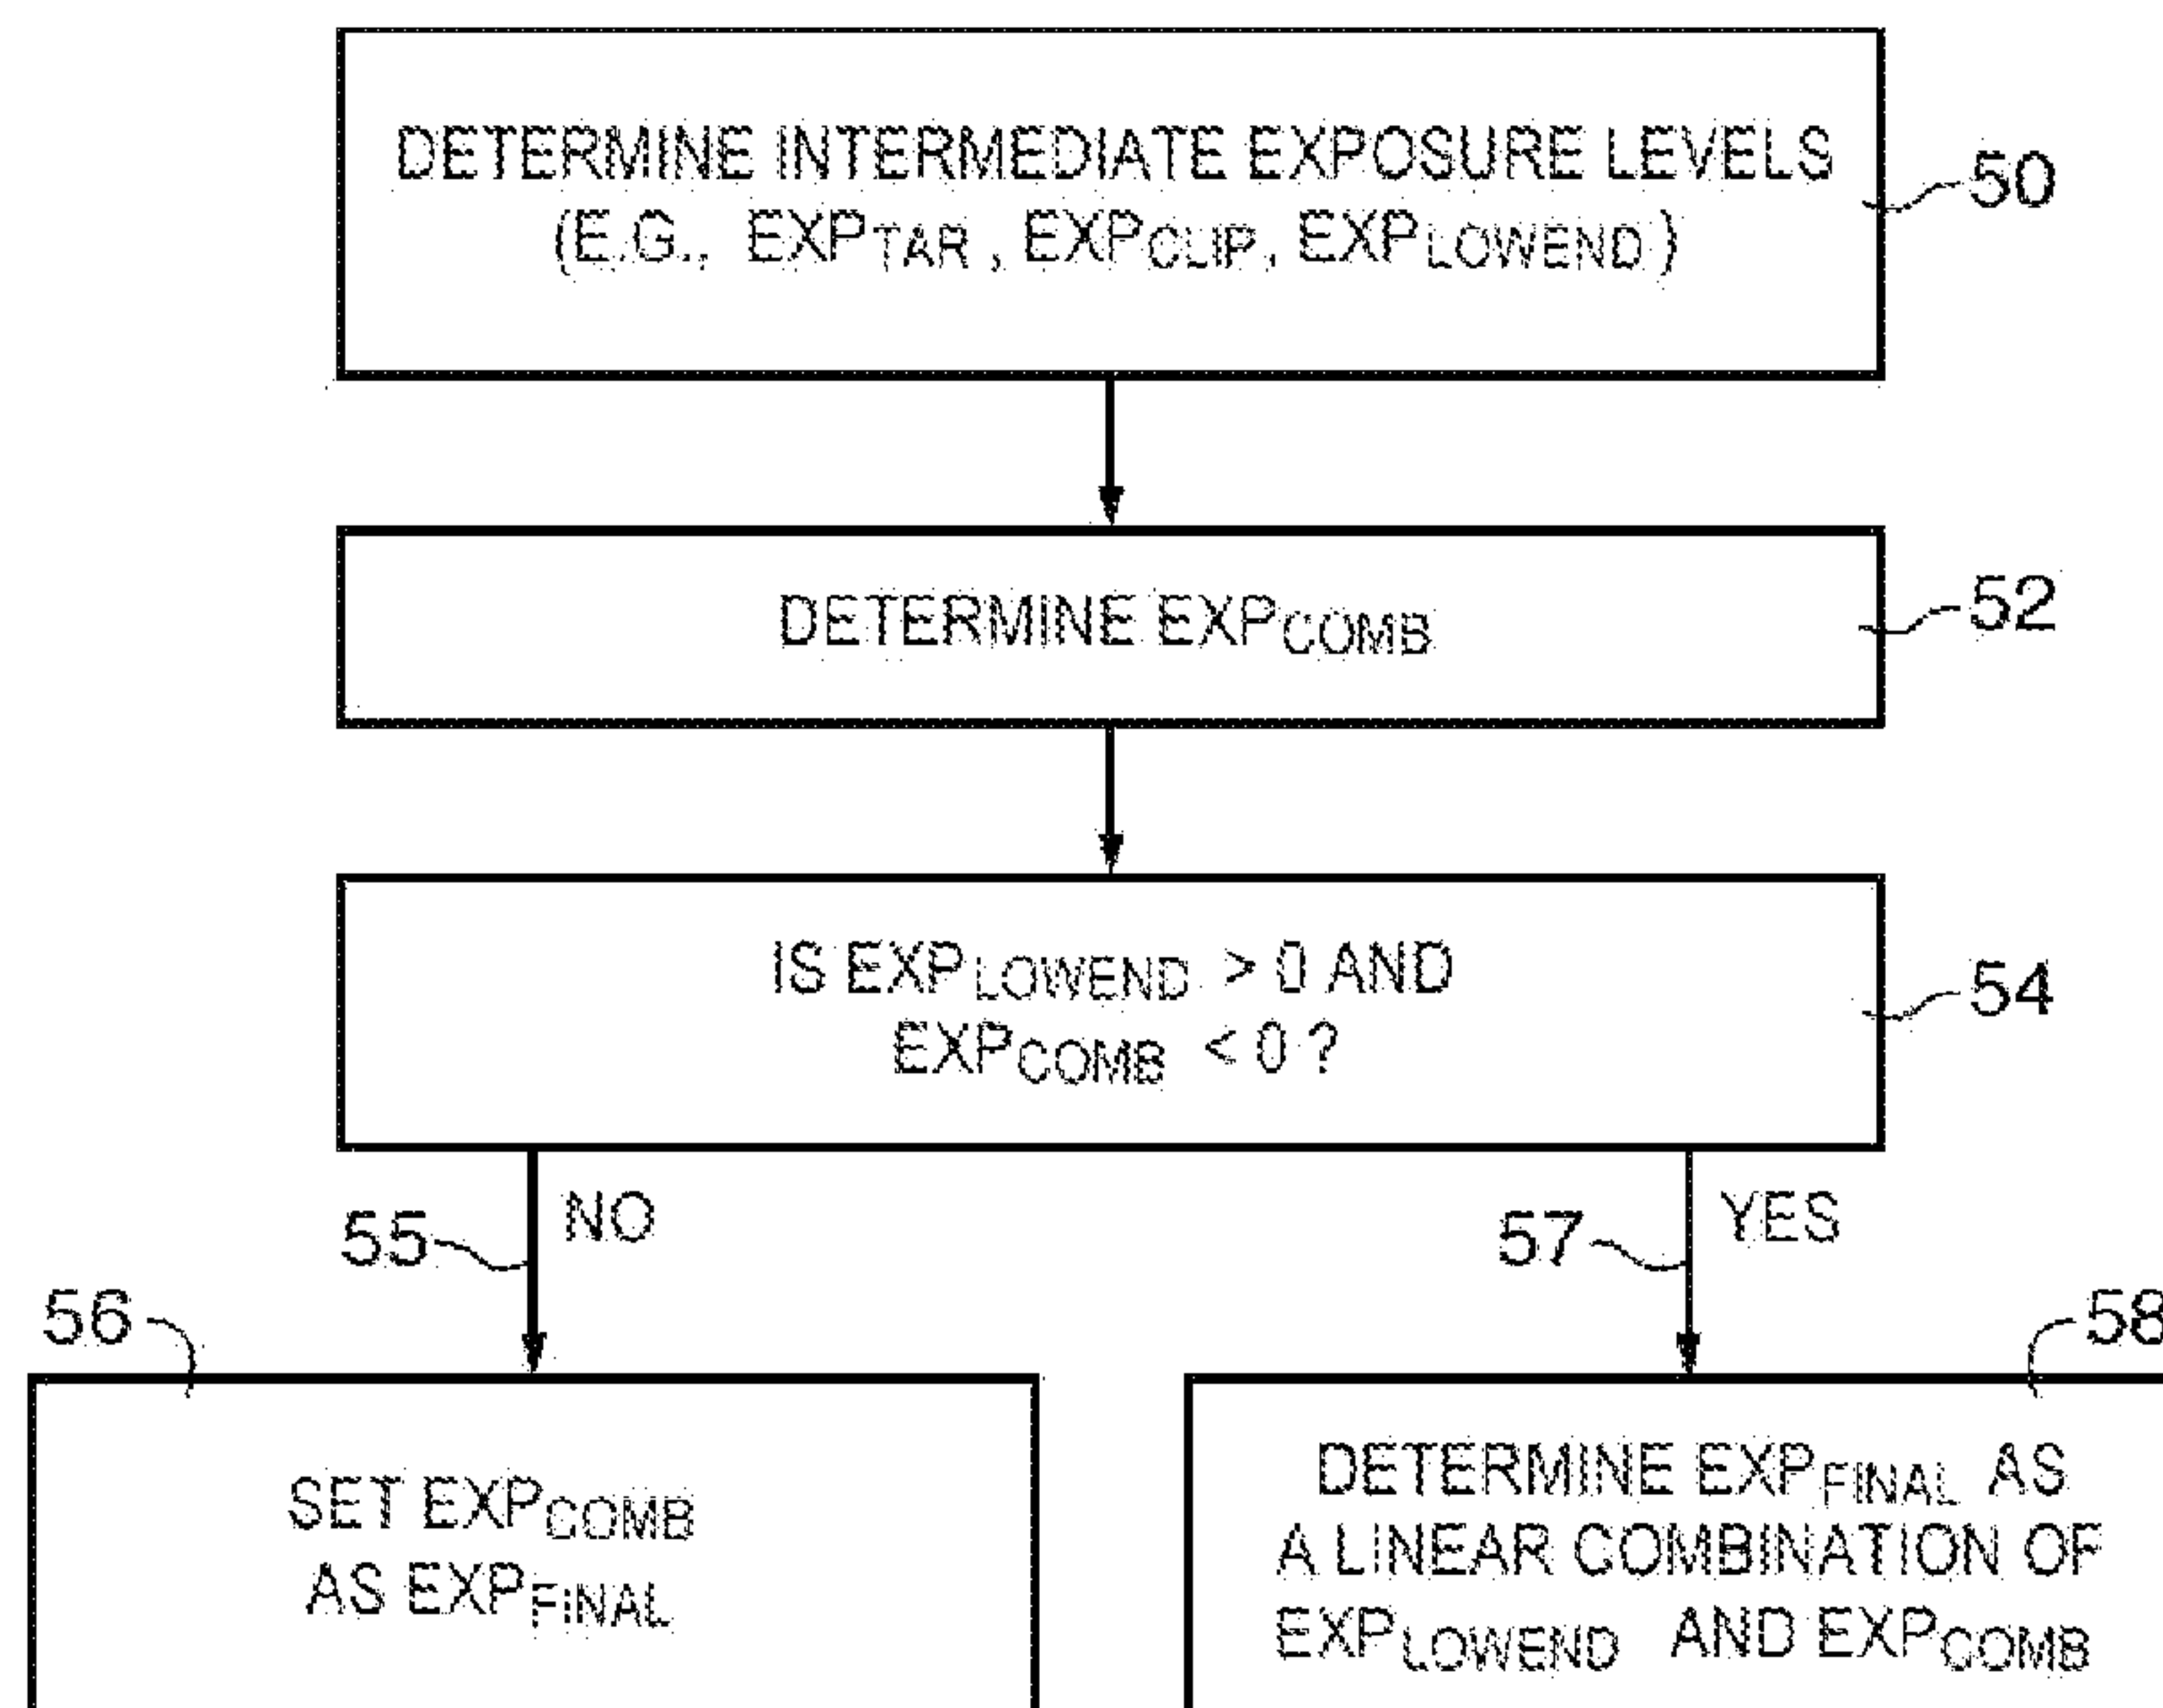 DETERMINE INTERMEDIATE EXPOSURE LEVELS
(E.G., EXPTAR, EXPCLIP, EXPLOWEND)
50
DETERMINE EXPCOMB
52
IS EXPLOWEND > 0 AND
EXPCOMB < 0 ?
54
55
NO
57
YES
56
58
SET EXPCOMB
AS EXPFINAL
DETERMINE EXPFINAL AS
A LINEAR COMBINATION OF
EXPLOWEND AND EXPCOMB